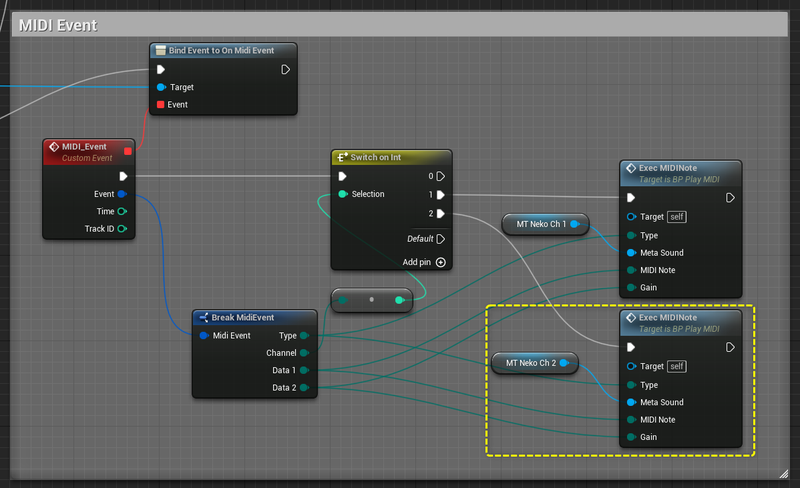 MIDI Event
Bind Event to On Midi Event
Target
Event
MIDI_Event
Custom Event
Event
Time
Track ID
Switch on Int
Selection
0
1
2
Default
Add pin
Break MidiEvent
Midi Event
Type
Channel
Data 1
Data 2
MT Neko Ch 1
Exec MIDINote
Target is BP Play MIDI
Target self
Type
Meta Sound
MIDI Note
Gain
MT Neko Ch 2
Exec MIDINote
Target is BP Play MIDI
Target self
Type
Meta Sound
MIDI Note
Gain